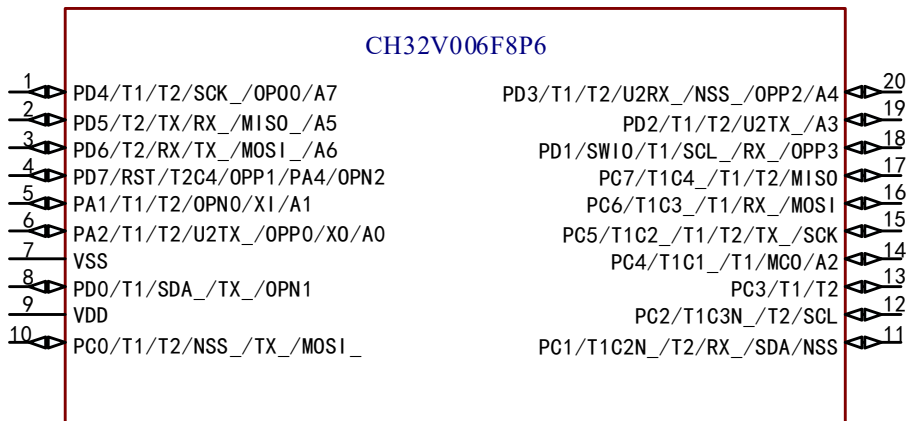 CH32V006F8P6
1 PD4/T1/T2/SCK_/OPO0/A7
2 PD5/T2/TX/RX_/MISO_/A5
3 PD6/T2/RX/TX_/MOSI_/A6
4 PD7/RST/T2C4/OPP1/PA4/OPN2
5 PA1/T1/T2/OPN0/XI/A1
6 PA2/T1/T2/U2TX_/OPP0/XO/A0
7 VSS
8 PD0/T1/SDA_/TX_/OPN1
9 VDD
10 PC0/T1/T2/NSS_/TX_/MOSI_
PD3/T1/T2/U2RX_/NSS_/OPP2/A4 20
PD2/T1/T2/U2TX_/A3 19
PD1/SWIO/T1/SCL_/RX_/OPP3 18
PC7/T1C4_/T1/T2/MISO 17
PC6/T1C3_/T1/RX_/MOSI 16
PC5/T1C2_/T1/T2/TX_/SCK 15
PC4/T1C1_/T1/MCO/A2 14
PC3/T1/T2 13
PC2/T1C3N_/T2/SCL 12
PC1/T1C2N_/T2/RX_/SDA/NSS 11